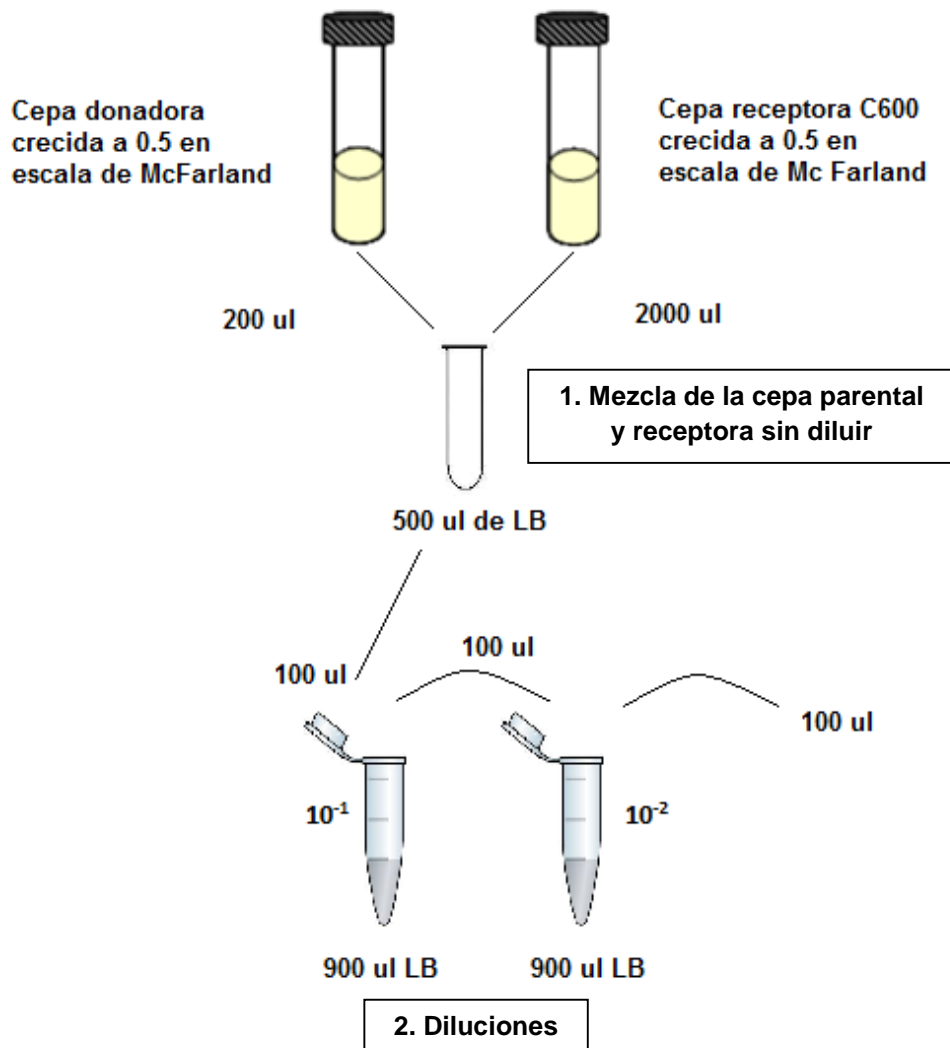 Cepa donadora
crecida a 0.5 en
escala de McFarland
Cepa receptora C600
crecida a 0.5 en
escala de Mc Farland
200 ul
2000 ul
1. Mezcla de la cepa parental
y receptora sin diluir
500 ul de LB
100 ul
100 ul
100 ul
10⁻¹
10⁻²
900 ul LB
900 ul LB
2. Diluciones